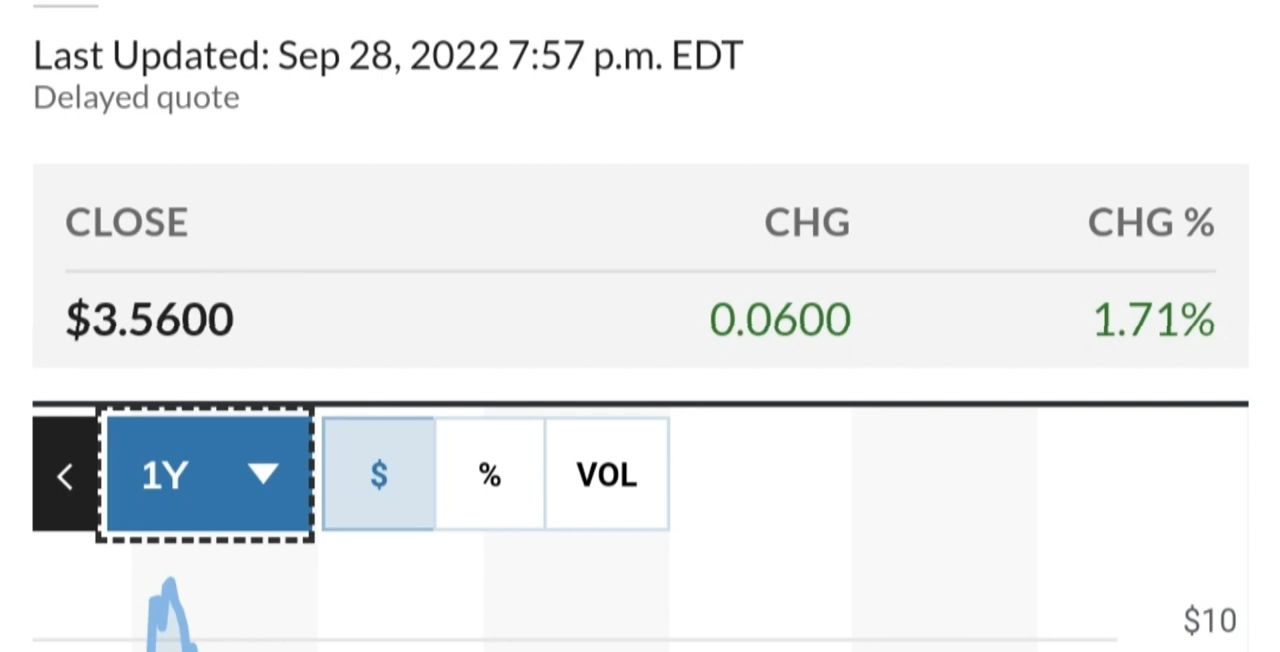 Last Updated: Sep 28, 2022 7:57 p.m. EDT
Delayed quote
CLOSE CHG CHG %
$3.5600 0.0600 1.71%
1Y $ % VOL
$10